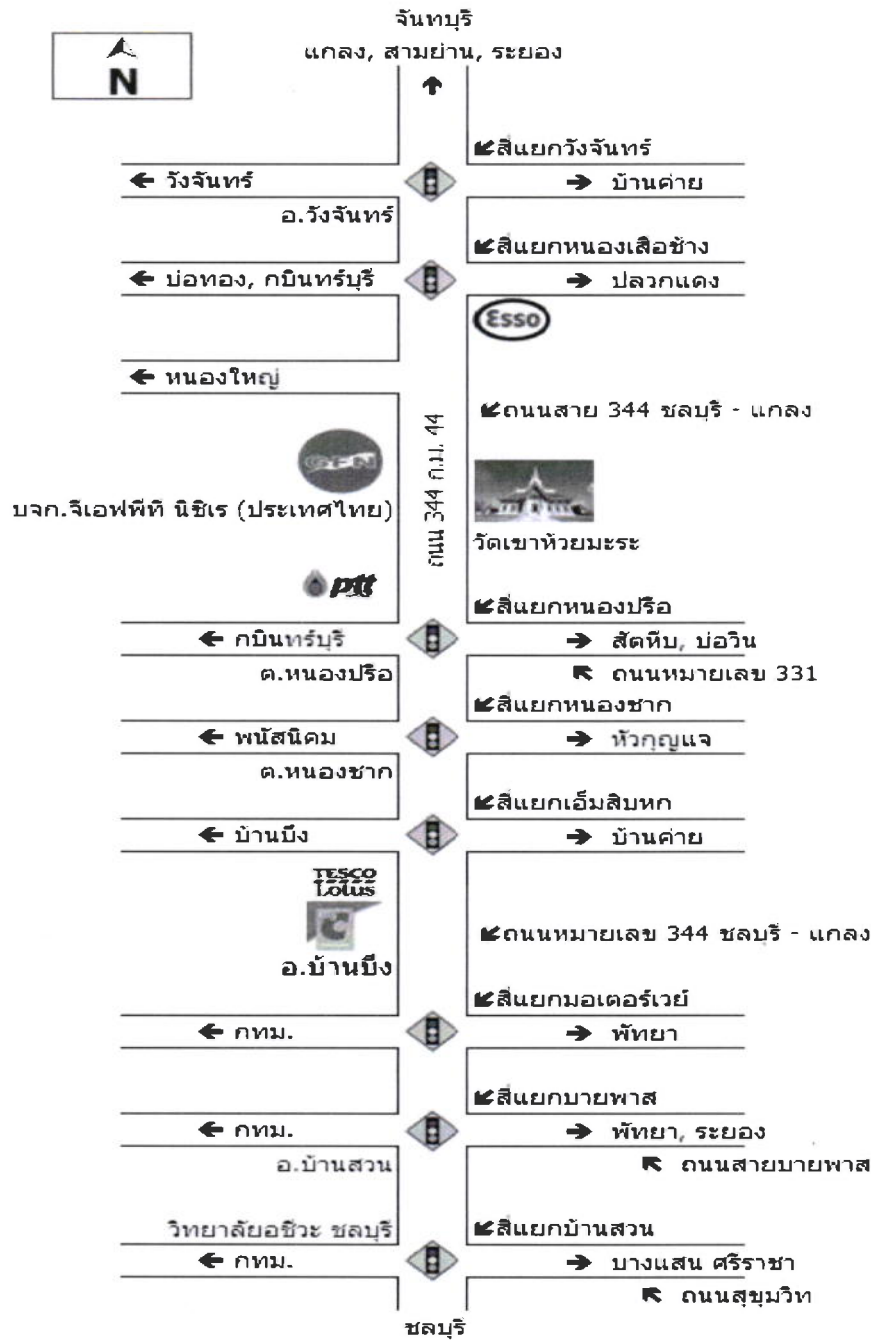 จันทบุรี
แกลง, สามย่าน, ระยอง
N
สี่แยกวังจันทร์
วังจันทร์
บ้านค่าย
อ.วังจันทร์
สี่แยกหนองเสือช้าง
บ่อทอง, กบินทร์บุรี
ปลวกแดง
Esso
หนองใหญ่
ถนนสาย 344 ชลบุรี - แกลง
ถนน 344 ก.ม. 44
GFN
บจก.จีเอฟพีที นิชิเร (ประเทศไทย)
วัดเขาห้วยมะระ
ptt
สี่แยกหนองปรือ
กบินทร์บุรี
สัตหีบ, บ่อวิน
ต.หนองปรือ
ถนนหมายเลข 331
สี่แยกหนองชาก
พนัสนิคม
หัวกุญแจ
ต.หนองชาก
สี่แยกเอ็มสิบหก
บ้านบึง
บ้านค่าย
TESCO
Lotus
C
ถนนหมายเลข 344 ชลบุรี - แกลง
อ.บ้านบึง
สี่แยกมอเตอร์เวย์
กทม.
พัทยา
สี่แยกบายพาส
กทม.
พัทยา, ระยอง
อ.บ้านสวน
ถนนสายบายพาส
วิทยาลัยอชีวะ ชลบุรี
สี่แยกบ้านสวน
กทม.
บางแสน ศรีราชา
ถนนสุขุมวิท
ชลบุรี